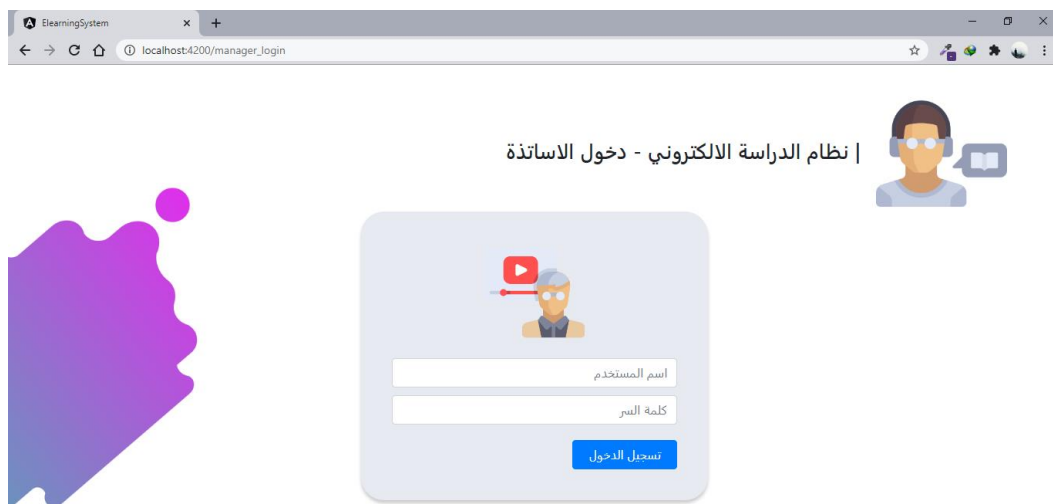 ElearningSystem
localhost:4200/manager_login
| نظام الدراسة الالكتروني - دخول الاساتذة
اسم المستخدم
كلمة السر
تسجيل الدخول